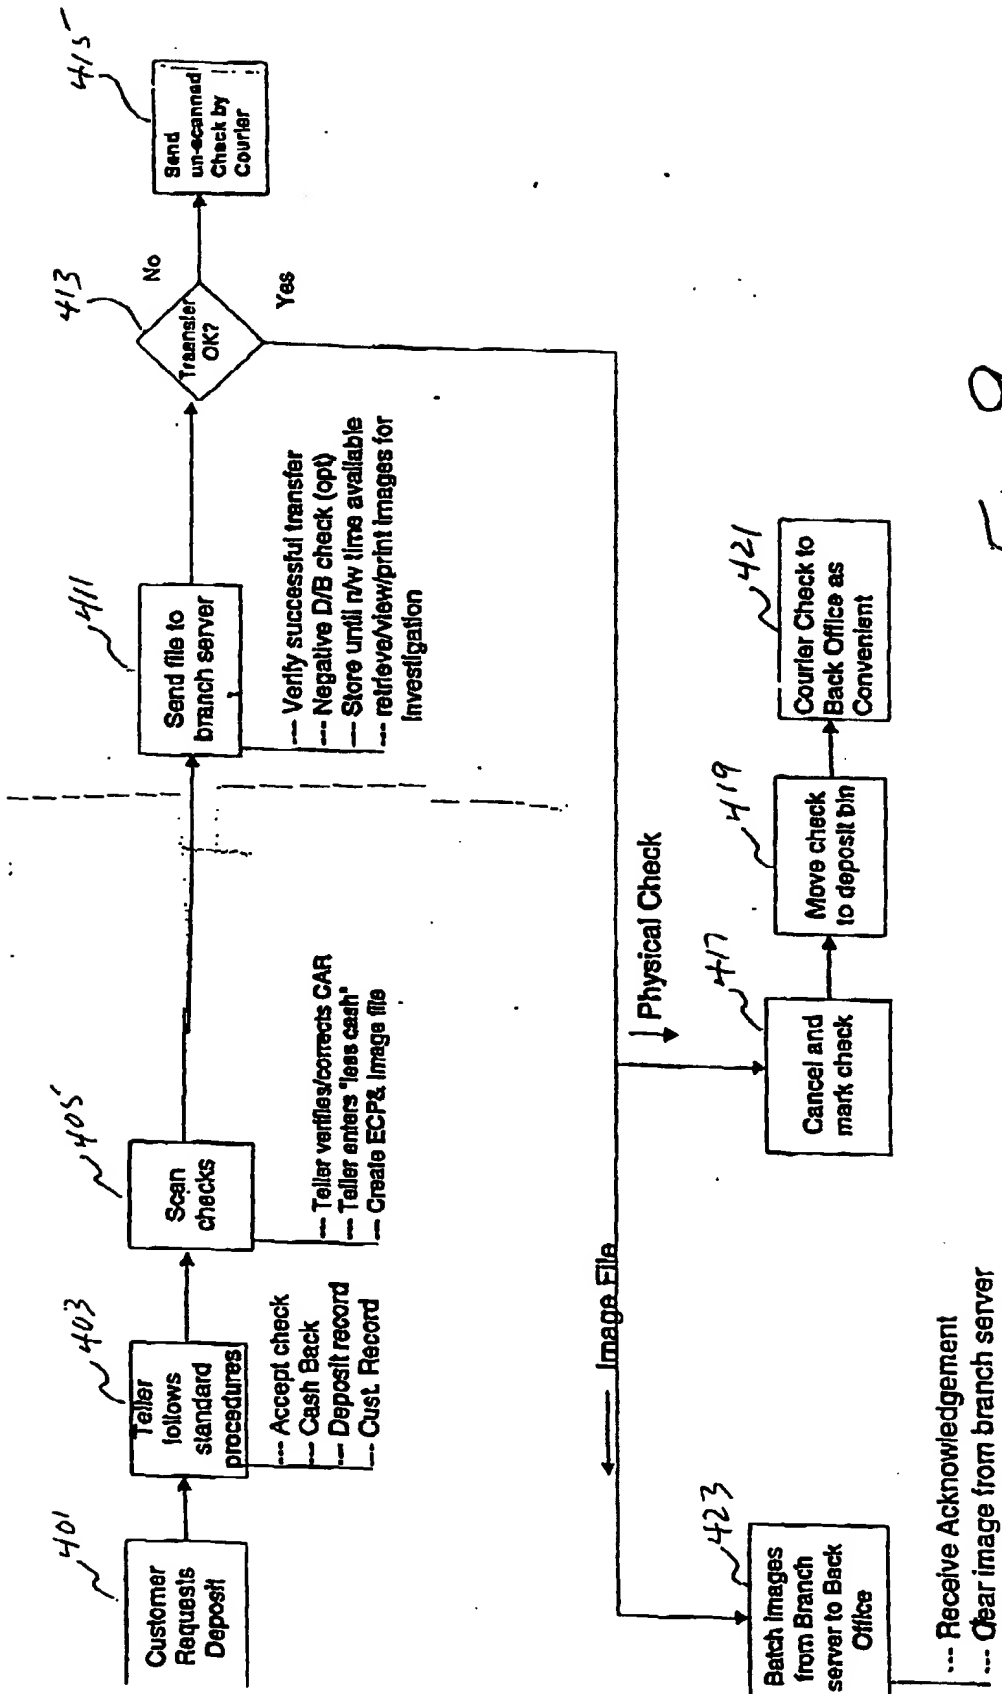 401
Customer
Requests
Deposit
403
Teller
follows
standard
procedures
--- Accept check
--- Cash Back
--- Deposit record
--- Cust. Record
405
Scan
checks
--- Teller verifies/corrects CAR
--- Teller enters "less cash"
--- Create ECP& Image file
411
Send file to
branch server
--- Verify successful transfer
--- Negative D/B check (opt)
--- Store until n/w time available
--- retrieve/view/print images for
Investigation
413
Traansfer
OK?
No
Yes
415
Send
un-scanned
Check by
Courier
Image File
Physical Check
417
Cancel and
mark check
419
Move check
to deposit bin
421
Courier Check to
Back Office as
Convenient
423
Batch images
from Branch
server to Back
Office
--- Receive Acknowledgement
--- Clear image from branch server